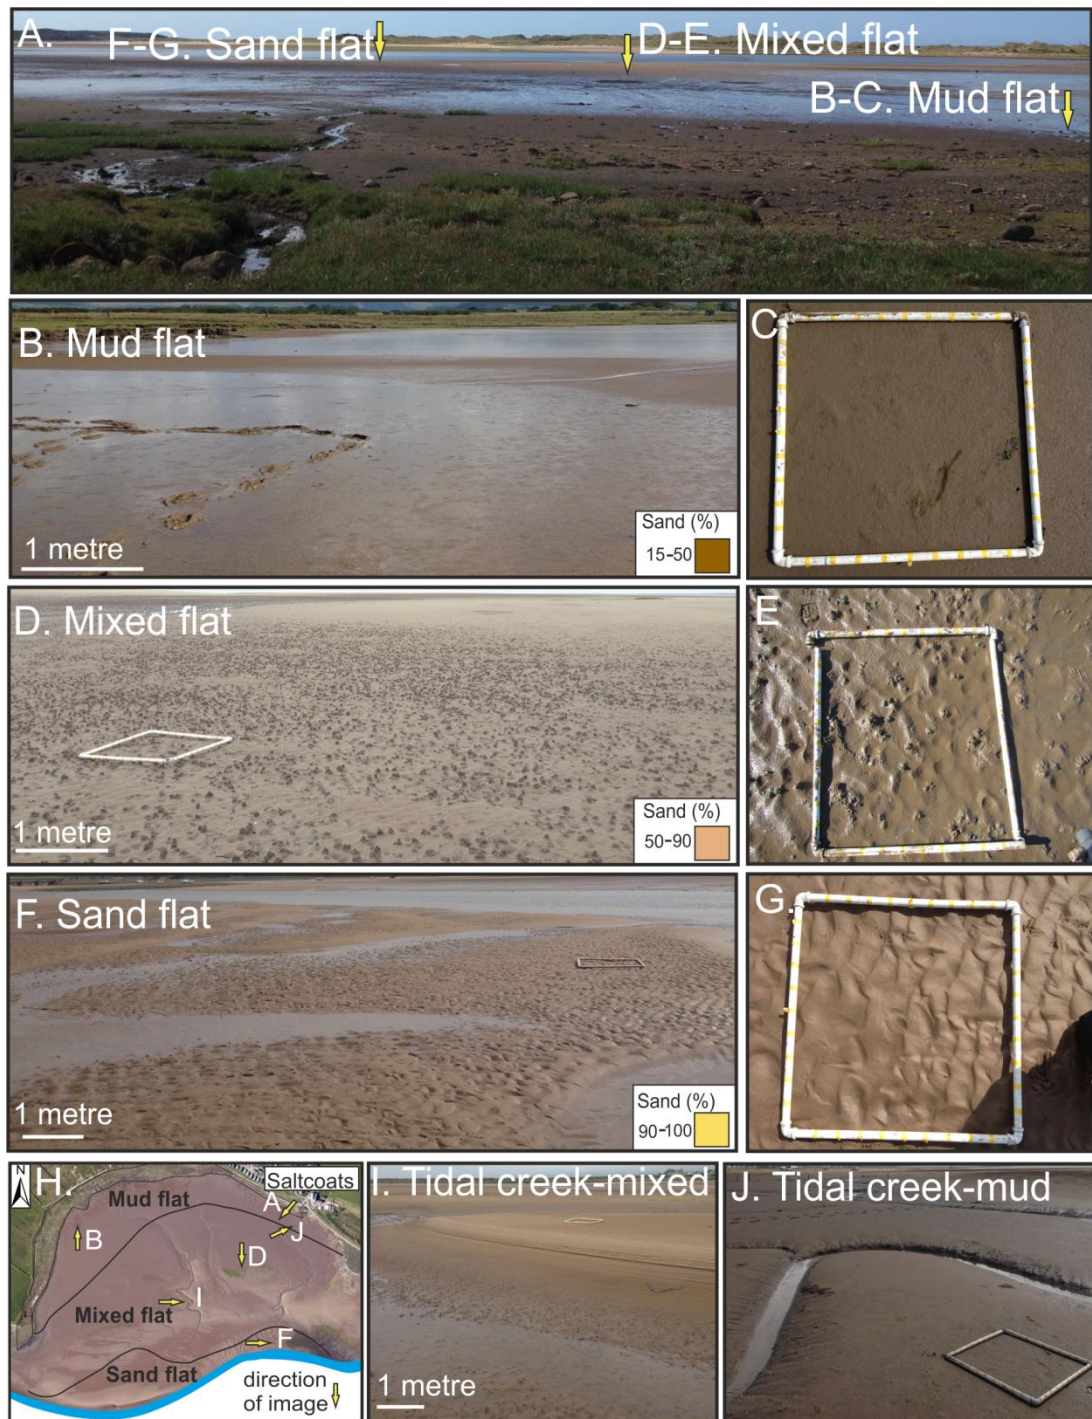 A.
F-G. Sand flat
D-E. Mixed flat
B-C. Mud flat
B. Mud flat
1 metre
Sand (%)
15-50
C
D. Mixed flat
1 metre
Sand (%)
50-90
E
F. Sand flat
1 metre
Sand (%)
90-100
G.
H.
N
Saltcoats
Mud flat
A
J
B
D
I
Mixed flat
F
Sand flat
direction
of image
I. Tidal creek-mixed
1 metre
J. Tidal creek-mud